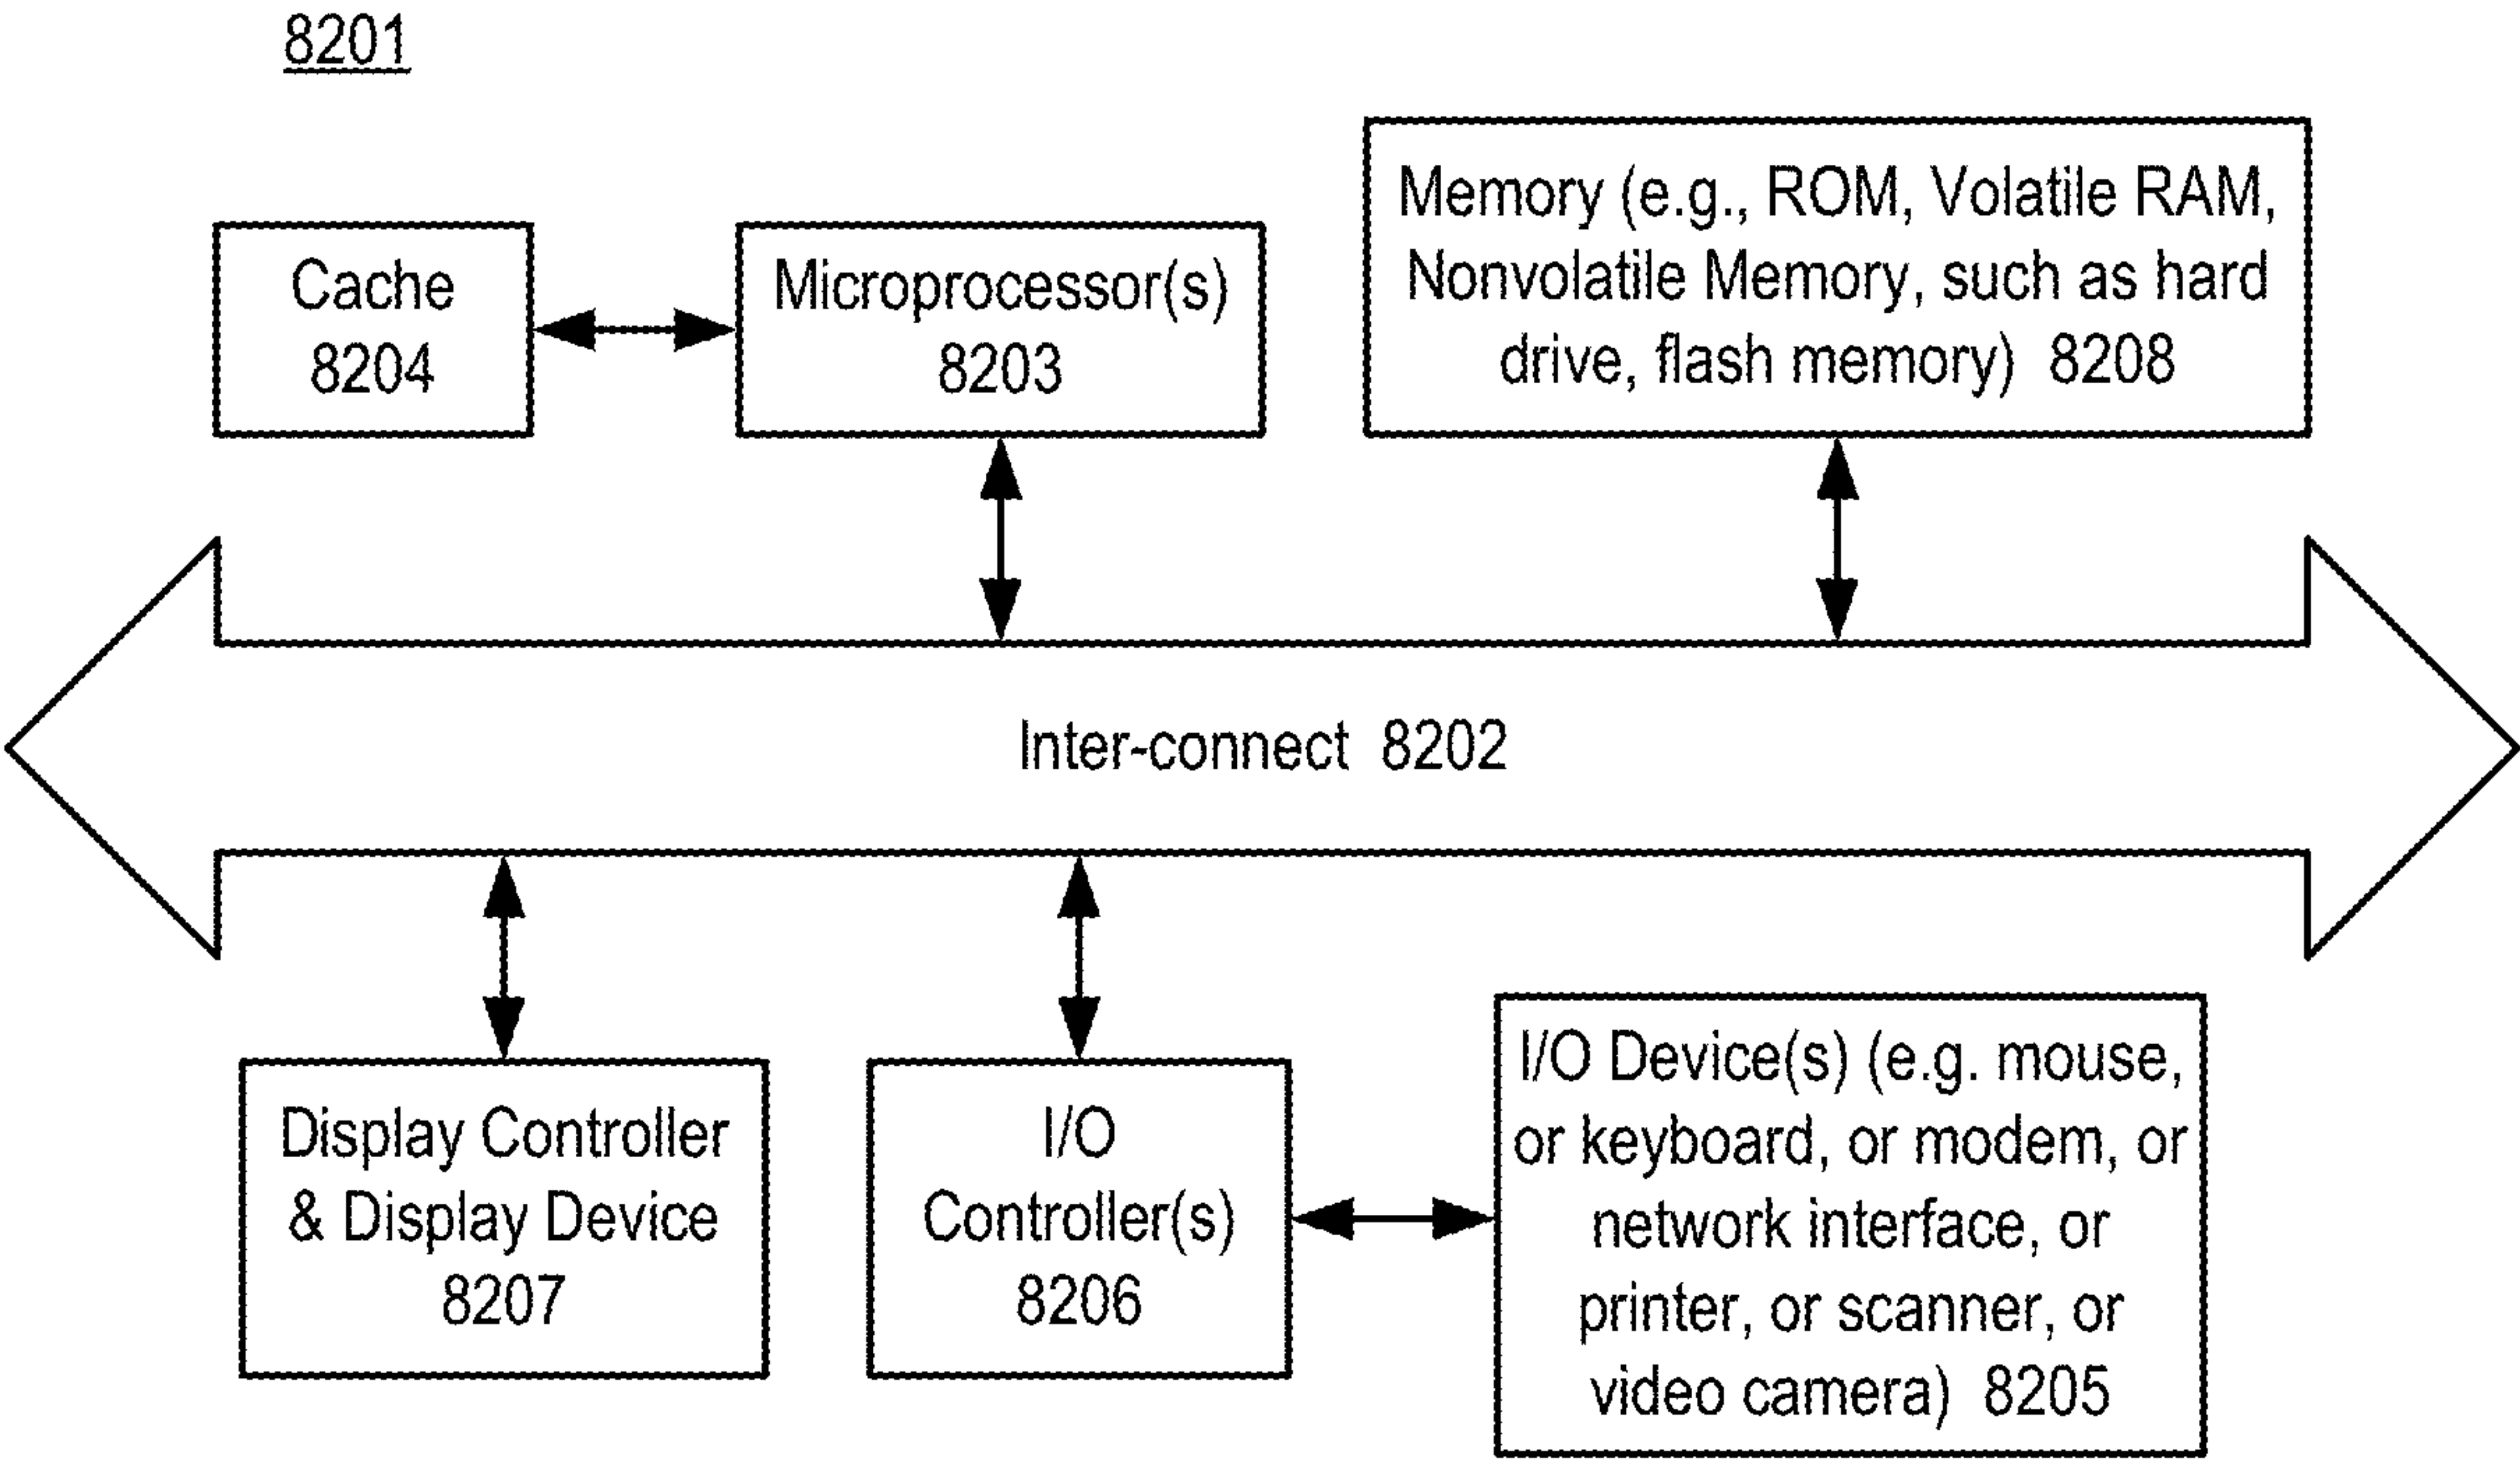 8201
Cache
8204
Microprocessor(s)
8203
Memory (e.g., ROM, Volatile RAM,
Nonvolatile Memory, such as hard
drive, flash memory) 8208
Inter-connect 8202
Display Controller
& Display Device
8207
I/O
Controller(s)
8206
I/O Device(s) (e.g. mouse,
or keyboard, or modem, or
network interface, or
printer, or scanner, or
video camera) 8205